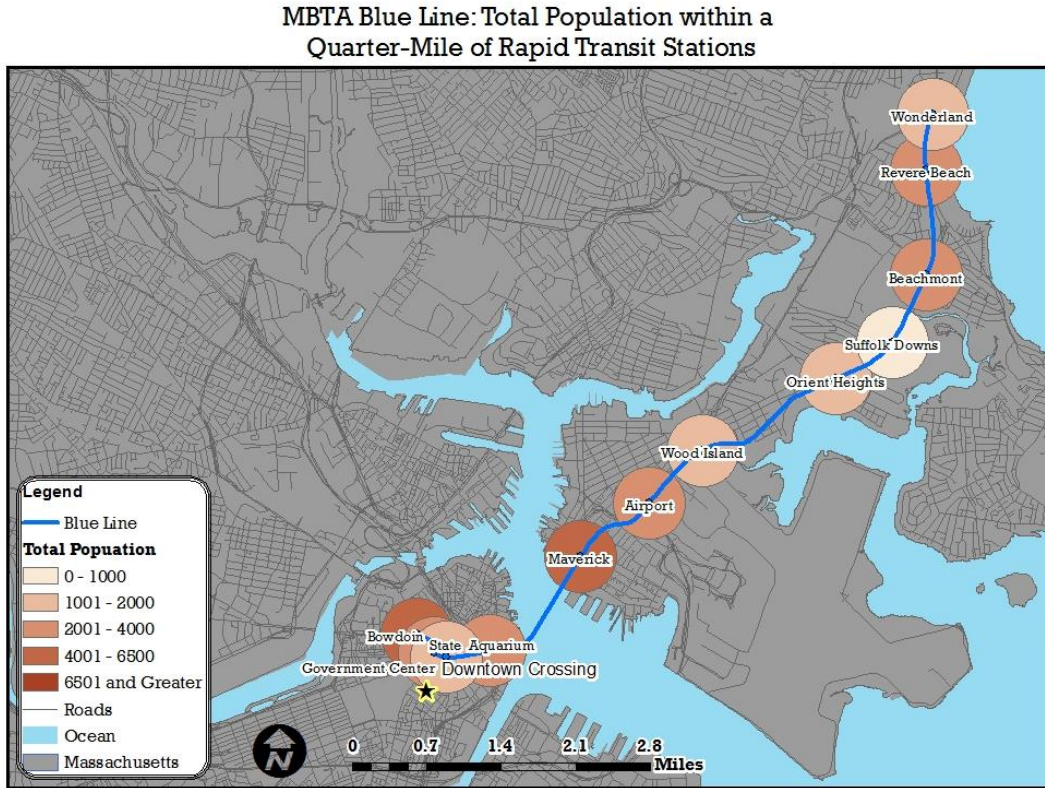 MBTA Blue Line: Total Population within a
Quarter-Mile of Rapid Transit Stations
Wonderland
Revere Beach
Beachmont
Suffolk Downs
Orient Heights
Wood Island
Airport
Maverick
Bowdoin
State
Aquarium
Government Center
Downtown Crossing
Legend
Blue Line
Total Popuation
0 - 1000
1001 - 2000
2001 - 4000
4001 - 6500
6501 and Greater
Roads
Ocean
Massachusetts
N
0 0.7 1.4 2.1 2.8
Miles